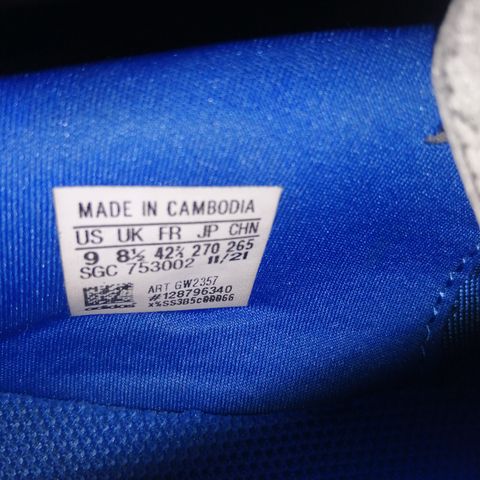 MADE IN CAMBODIA
US UK FR JP CHN
9 8½ 42⅔ 270 265
SGC 753002 11/21
ART GW2357
#128796340
adidas